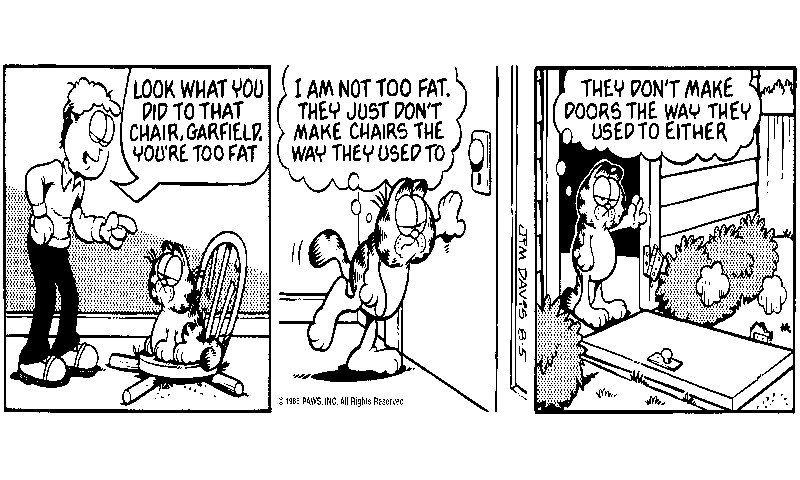 LOOK WHAT YOU
DID TO THAT
CHAIR, GARFIELD.
YOU'RE TOO FAT
I AM NOT TOO FAT.
THEY JUST DON'T
MAKE CHAIRS THE
WAY THEY USED TO
© 1985 PAWS, INC. All Rights Reserved
JIM DAVIS 8-5
THEY DON'T MAKE
DOORS THE WAY THEY
USED TO EITHER